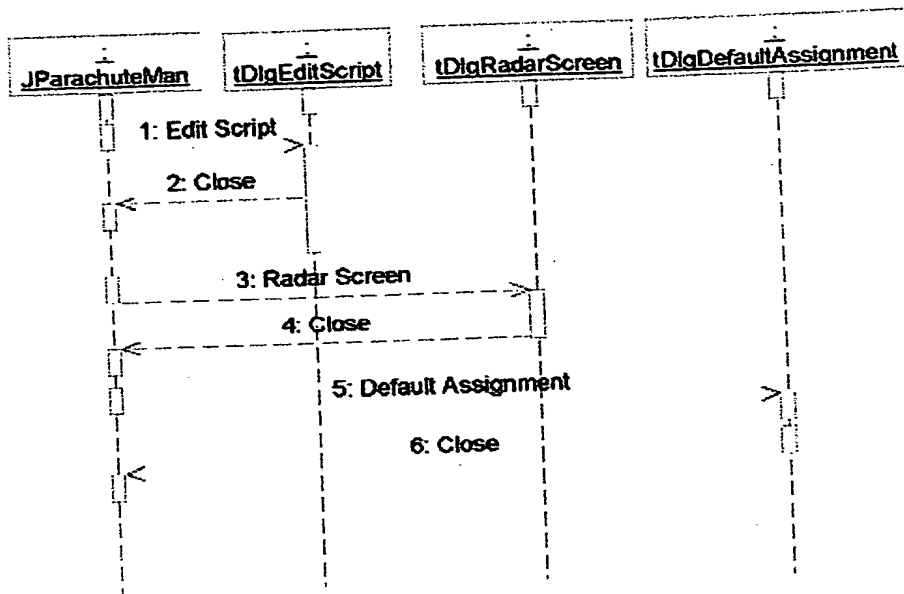 :
JParachuteMan
:
tDlgEditScript
:
tDlgRadarScreen
:
tDlgDefaultAssignment
1: Edit Script
2: Close
3: Radar Screen
4: Close
5: Default Assignment
6: Close